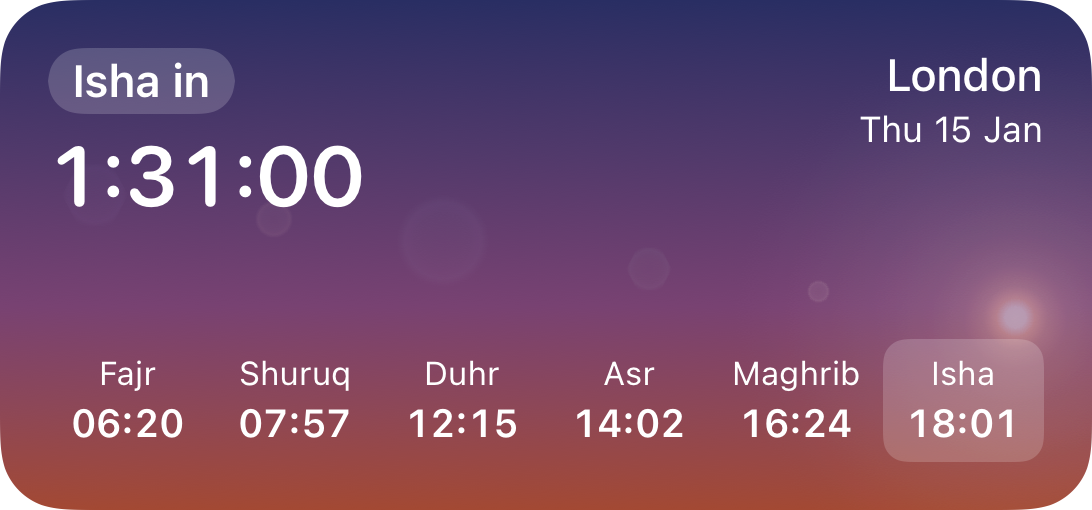 Isha in
1:31:00
London
Thu 15 Jan
Fajr Shuruq Duhr Asr Maghrib Isha
06:20 07:57 12:15 14:02 16:24 18:01